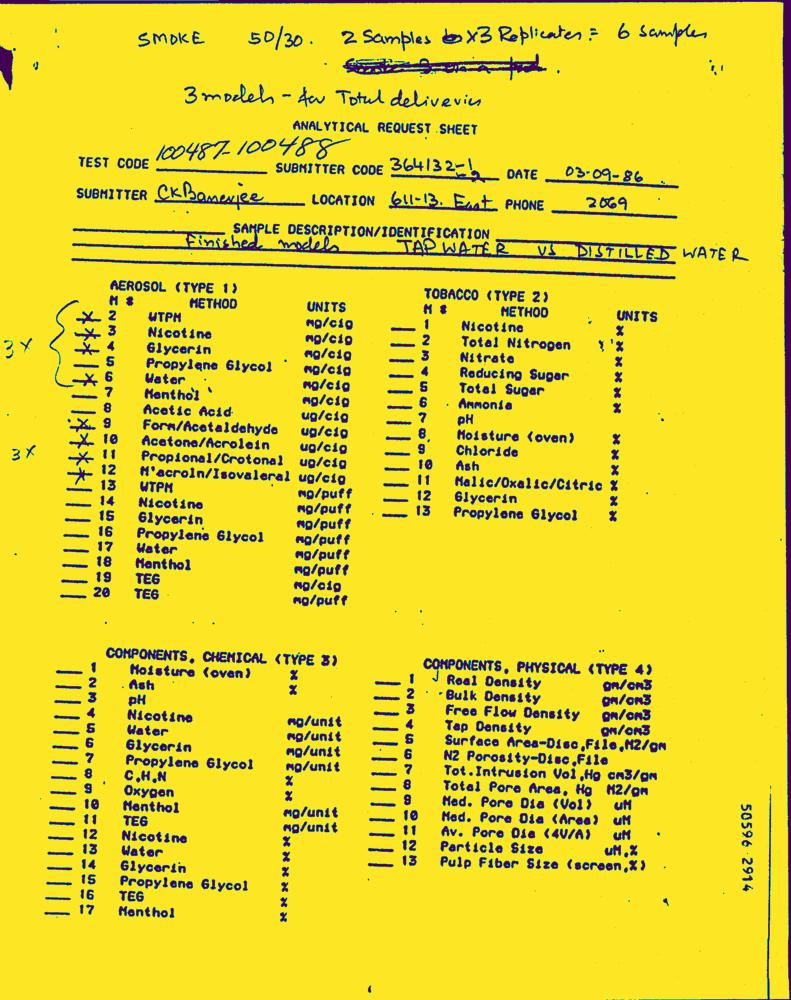 SMOKE 50/30. 2 Samples x3 Replicates = 6 samples
3 models - for Total deliveries
ANALYTICAL REQUEST SHEET
TEST CODE 100487-100488 SUBMITTER CODE 364132- DATE 03-09-86
SUBMITTER CKBanerjee LOCATION 611-13. East PHONE 2069
SAMPLE DESCRIPTION/IDENTIFICATION
Finished models TAP WATER VS DISTILLED WATER
AEROSOL (TYPE 1)
M # METHOD UNITS
3X
X 2 WTPM mg/cig
X 3 Nicotine mg/cig
X 4 Glycerin mg/cig
5 Propylene Glycol mg/cig
X 6 Water mg/cig
7 Menthol mg/cig
8 Acetic Acid ug/cig
3X
X 9 Form/Acetaldehyde ug/cig
X 10 Acetone/Acrolein ug/cig
X 11 Propional/Crotonal ug/cig
X 12 M'acroln/Isovaleral ug/cig
13 WTPM mg/puff
14 Nicotine mg/puff
15 Glycerin mg/puff
16 Propylene Glycol mg/puff
17 Water mg/puff
18 Menthol mg/puff
19 TEG mg/cig
20 TEG mg/puff
TOBACCO (TYPE 2)
M # METHOD UNITS
1 Nicotine %
2 Total Nitrogen %
3 Nitrate %
4 Reducing Sugar %
5 Total Sugar %
6 Ammonia %
7 pH
8 Moisture (oven) %
9 Chloride %
10 Ash %
11 Malic/Oxalic/Citric %
12 Glycerin %
13 Propylene Glycol %
COMPONENTS, CHEMICAL (TYPE 3)
1 Moisture (oven) %
2 Ash %
3 pH
4 Nicotine mg/unit
5 Water mg/unit
6 Glycerin mg/unit
7 Propylene Glycol mg/unit
8 C,H,N %
9 Oxygen %
10 Menthol mg/unit
11 TEG mg/unit
12 Nicotine %
13 Water %
14 Glycerin %
15 Propylene Glycol %
16 TEG %
17 Menthol %
COMPONENTS, PHYSICAL (TYPE 4)
1 Real Density gm/cm3
2 Bulk Density gm/cm3
3 Free Flow Density gm/cm3
4 Tap Density gm/cm3
5 Surface Area-Disc,File,M2/gm
6 N2 Porosity-Disc,File
7 Tot.Intrusion Vol,Hg cm3/gm
8 Total Pore Area, Hg M2/gm
9 Med. Pore Dia (Vol) uM
10 Med. Pore Dia (Area) uM
11 Av. Pore Dia (4V/A) uM
12 Particle Size uM,%
13 Pulp Fiber Size (screen,%)
50596 2914